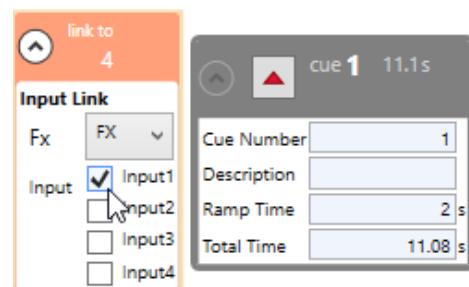 link to
4
Input Link
Fx FX
Input Input1
Input2
Input3
Input4
cue 1 11.1 s
Cue Number 1
Description
Ramp Time 2 s
Total Time 11.08 s